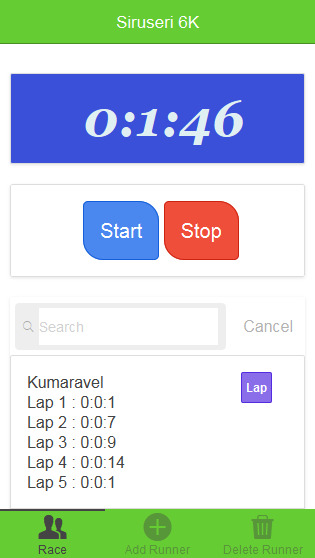 Siruseri 6K
0:1:46
Start Stop
Search Cancel
Kumaravel
Lap
Lap 1 : 0:0:1
Lap 2 : 0:0:7
Lap 3 : 0:0:9
Lap 4 : 0:0:14
Lap 5 : 0:0:1
Race Add Runner Delete Runner